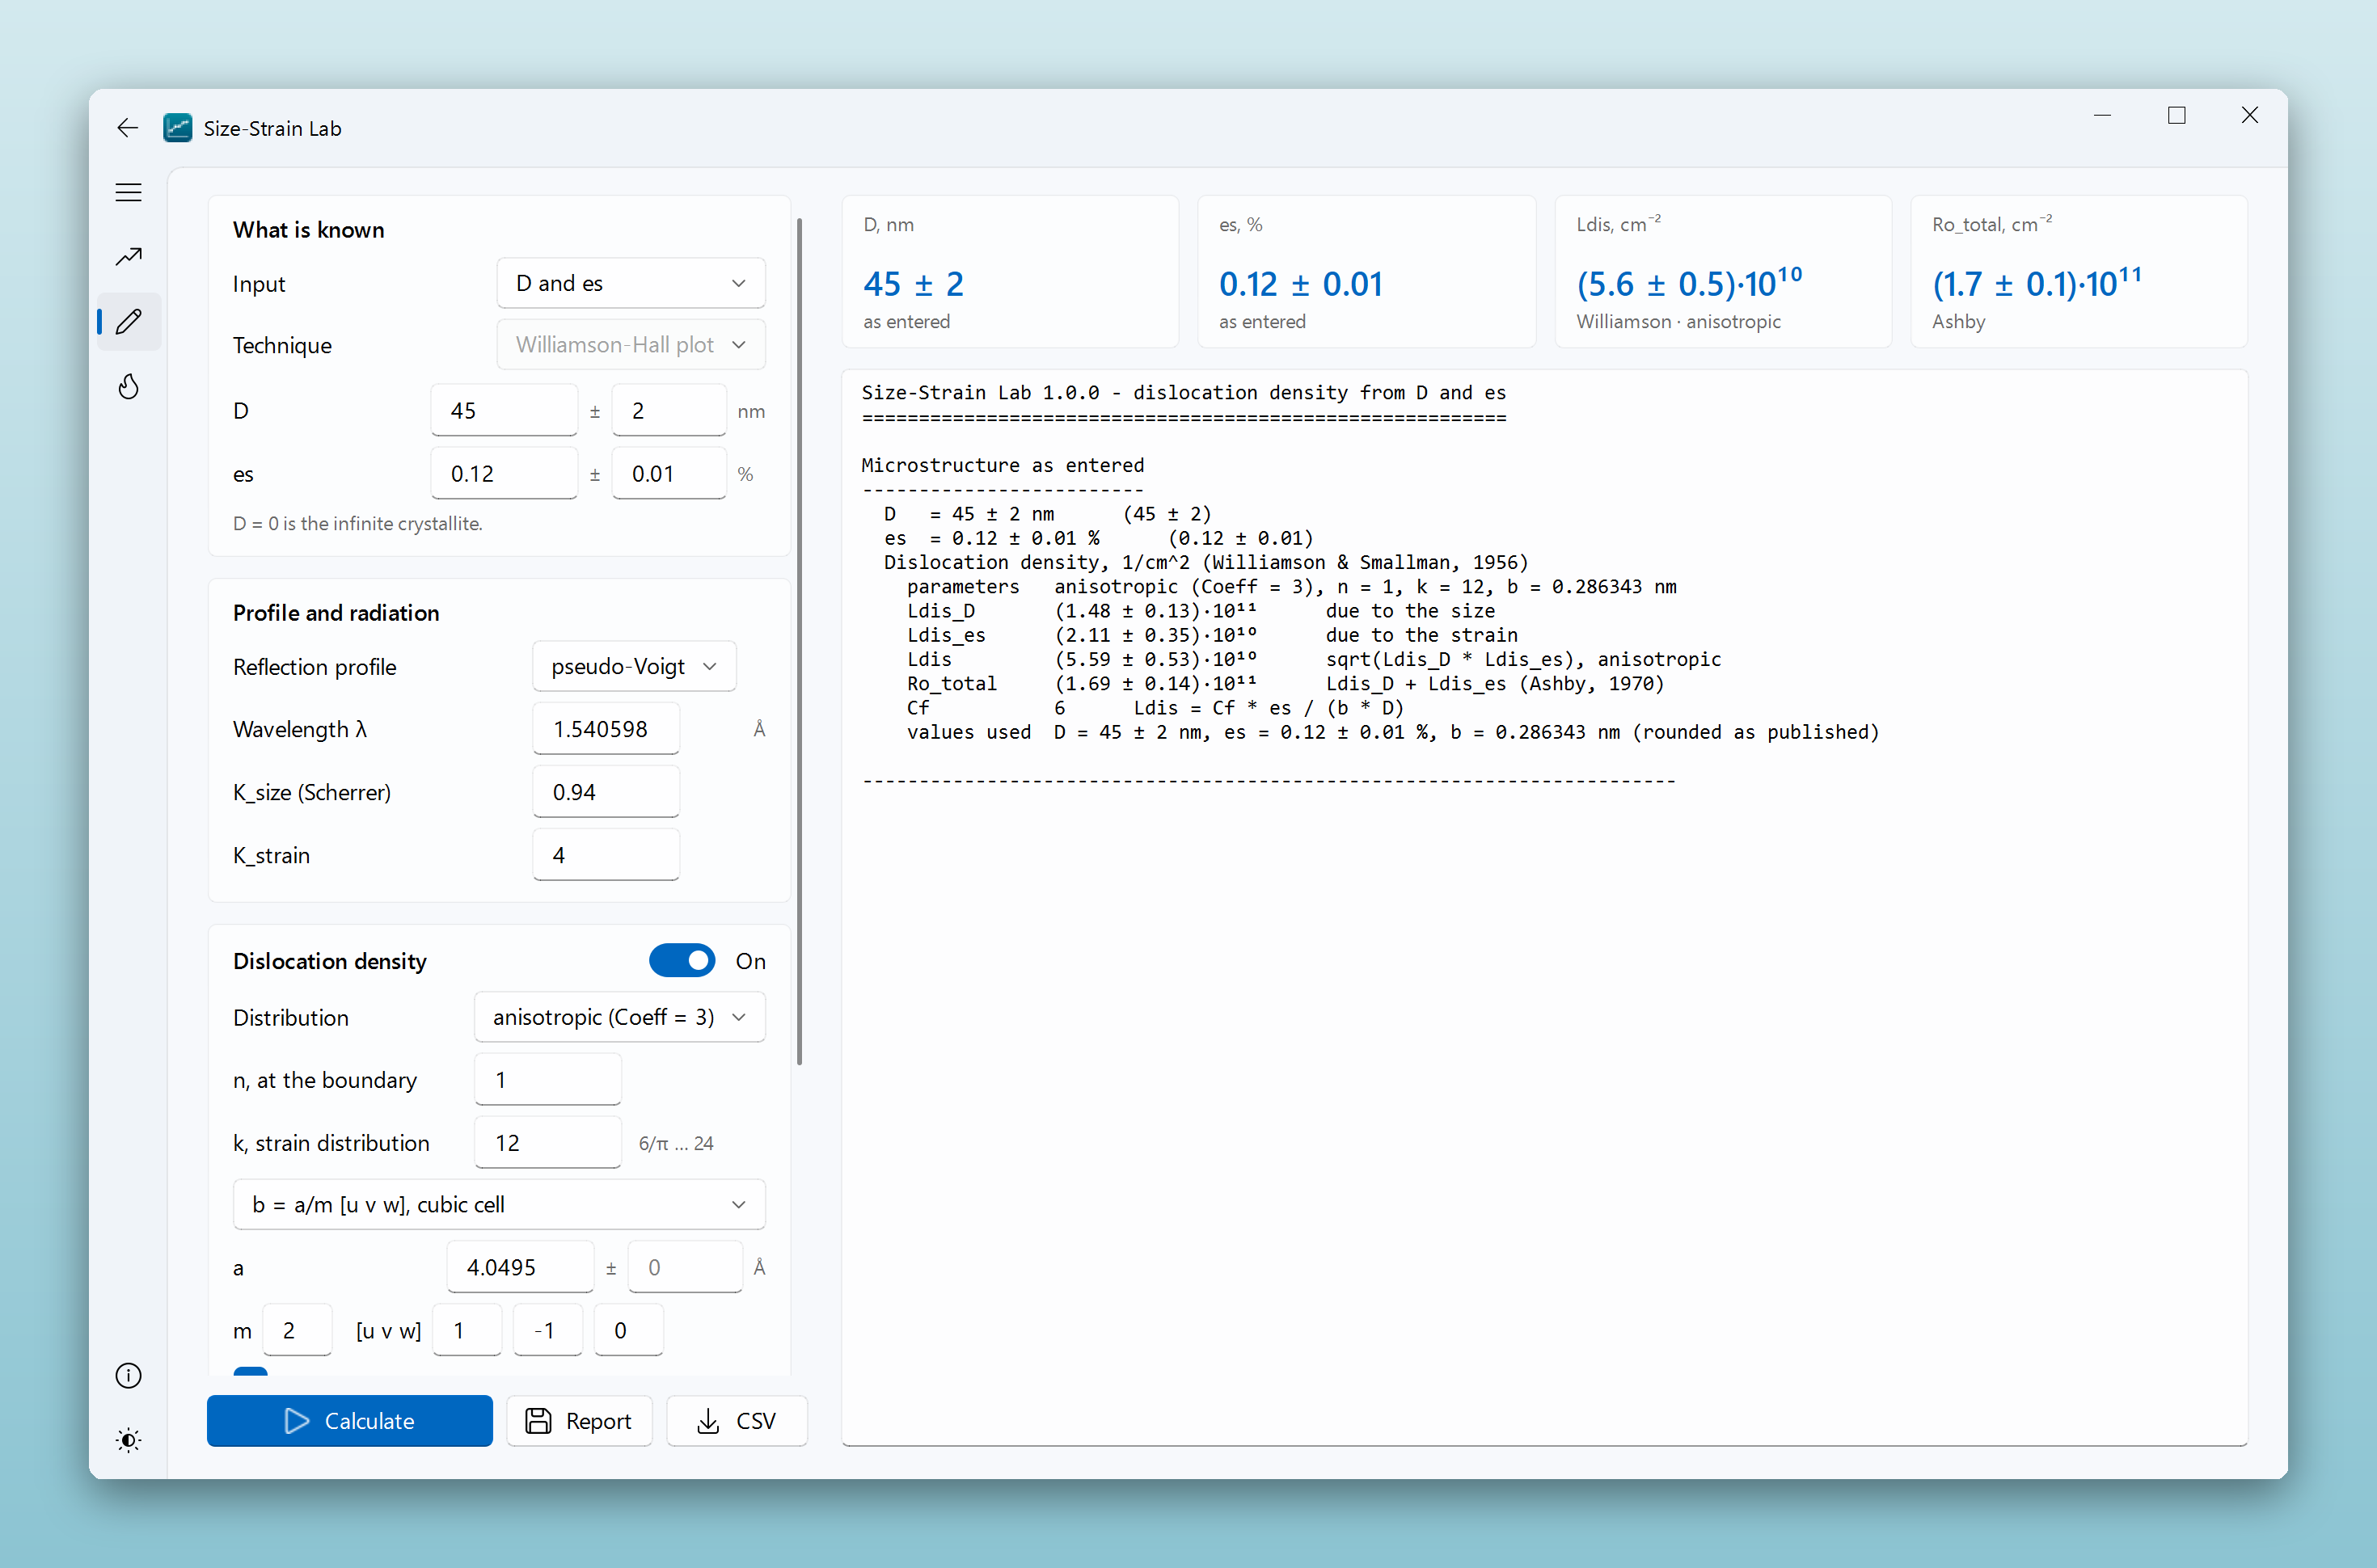 Size-Strain Lab
What is known
Input D and es
Technique Williamson-Hall plot
D 45 ± 2 nm
es 0.12 ± 0.01 %
D = 0 is the infinite crystallite.
Profile and radiation
Reflection profile pseudo-Voigt
Wavelength λ 1.540598 Å
K_size (Scherrer) 0.94
K_strain 4
Dislocation density On
Distribution anisotropic (Coeff = 3)
n, at the boundary 1
k, strain distribution 12 6/π ... 24
b = a/m [u v w], cubic cell
a 4.0495 ± 0 Å
m 2 [u v w] 1 -1 0
Calculate Report CSV
D, nm
45 ± 2
as entered
es, %
0.12 ± 0.01
as entered
Ldis, cm⁻²
(5.6 ± 0.5)·10¹⁰
Williamson · anisotropic
Ro_total, cm⁻²
(1.7 ± 0.1)·10¹¹
Ashby
Size-Strain Lab 1.0.0 - dislocation density from D and es
=========================================================
Microstructure as entered
-------------------------
D = 45 ± 2 nm (45 ± 2)
es = 0.12 ± 0.01 % (0.12 ± 0.01)
Dislocation density, 1/cm^2 (Williamson & Smallman, 1956)
parameters anisotropic (Coeff = 3), n = 1, k = 12, b = 0.286343 nm
Ldis_D (1.48 ± 0.13)·10¹¹ due to the size
Ldis_es (2.11 ± 0.35)·10¹⁰ due to the strain
Ldis (5.59 ± 0.53)·10¹⁰ sqrt(Ldis_D * Ldis_es), anisotropic
Ro_total (1.69 ± 0.14)·10¹¹ Ldis_D + Ldis_es (Ashby, 1970)
Cf 6 Ldis = Cf * es / (b * D)
values used D = 45 ± 2 nm, es = 0.12 ± 0.01 %, b = 0.286343 nm (rounded as published)
------------------------------------------------------------------------